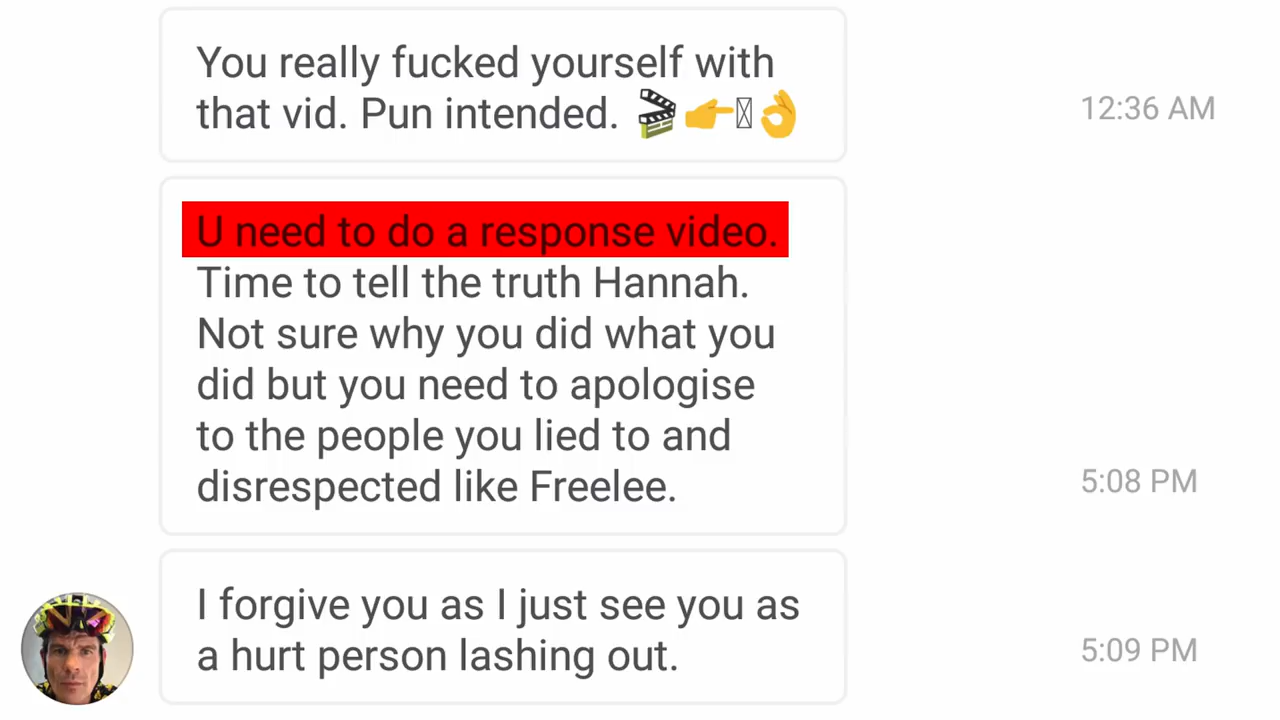 You really fucked yourself with
that vid. Pun intended. 🎬👉👌
12:36 AM
U need to do a response video.
Time to tell the truth Hannah.
Not sure why you did what you
did but you need to apologise
to the people you lied to and
disrespected like Freelee.
5:08 PM
I forgive you as I just see you as
a hurt person lashing out.
5:09 PM